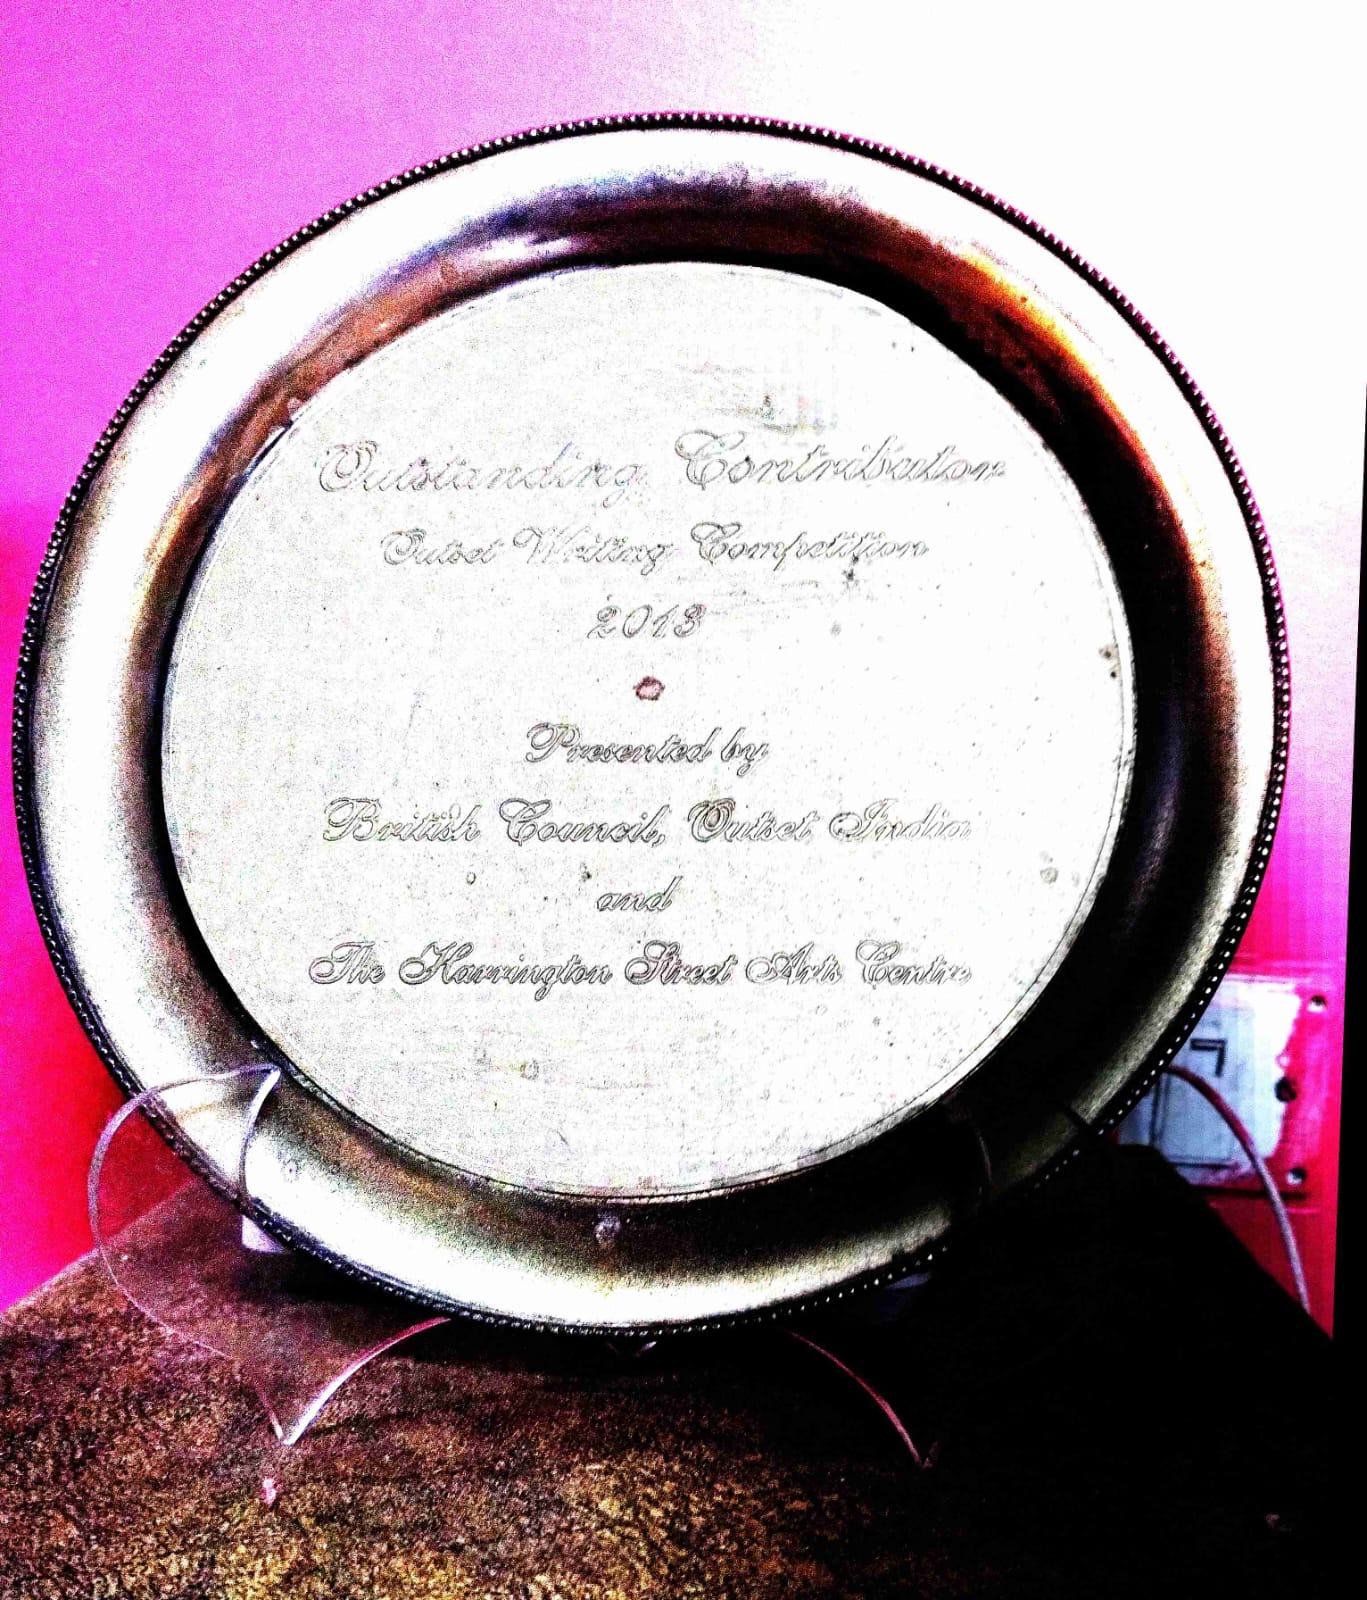 Outstanding Contributor
Outset Writing Competition
2013
Presented by
British Council, Outset India
and
The Harrington Street Arts Centre